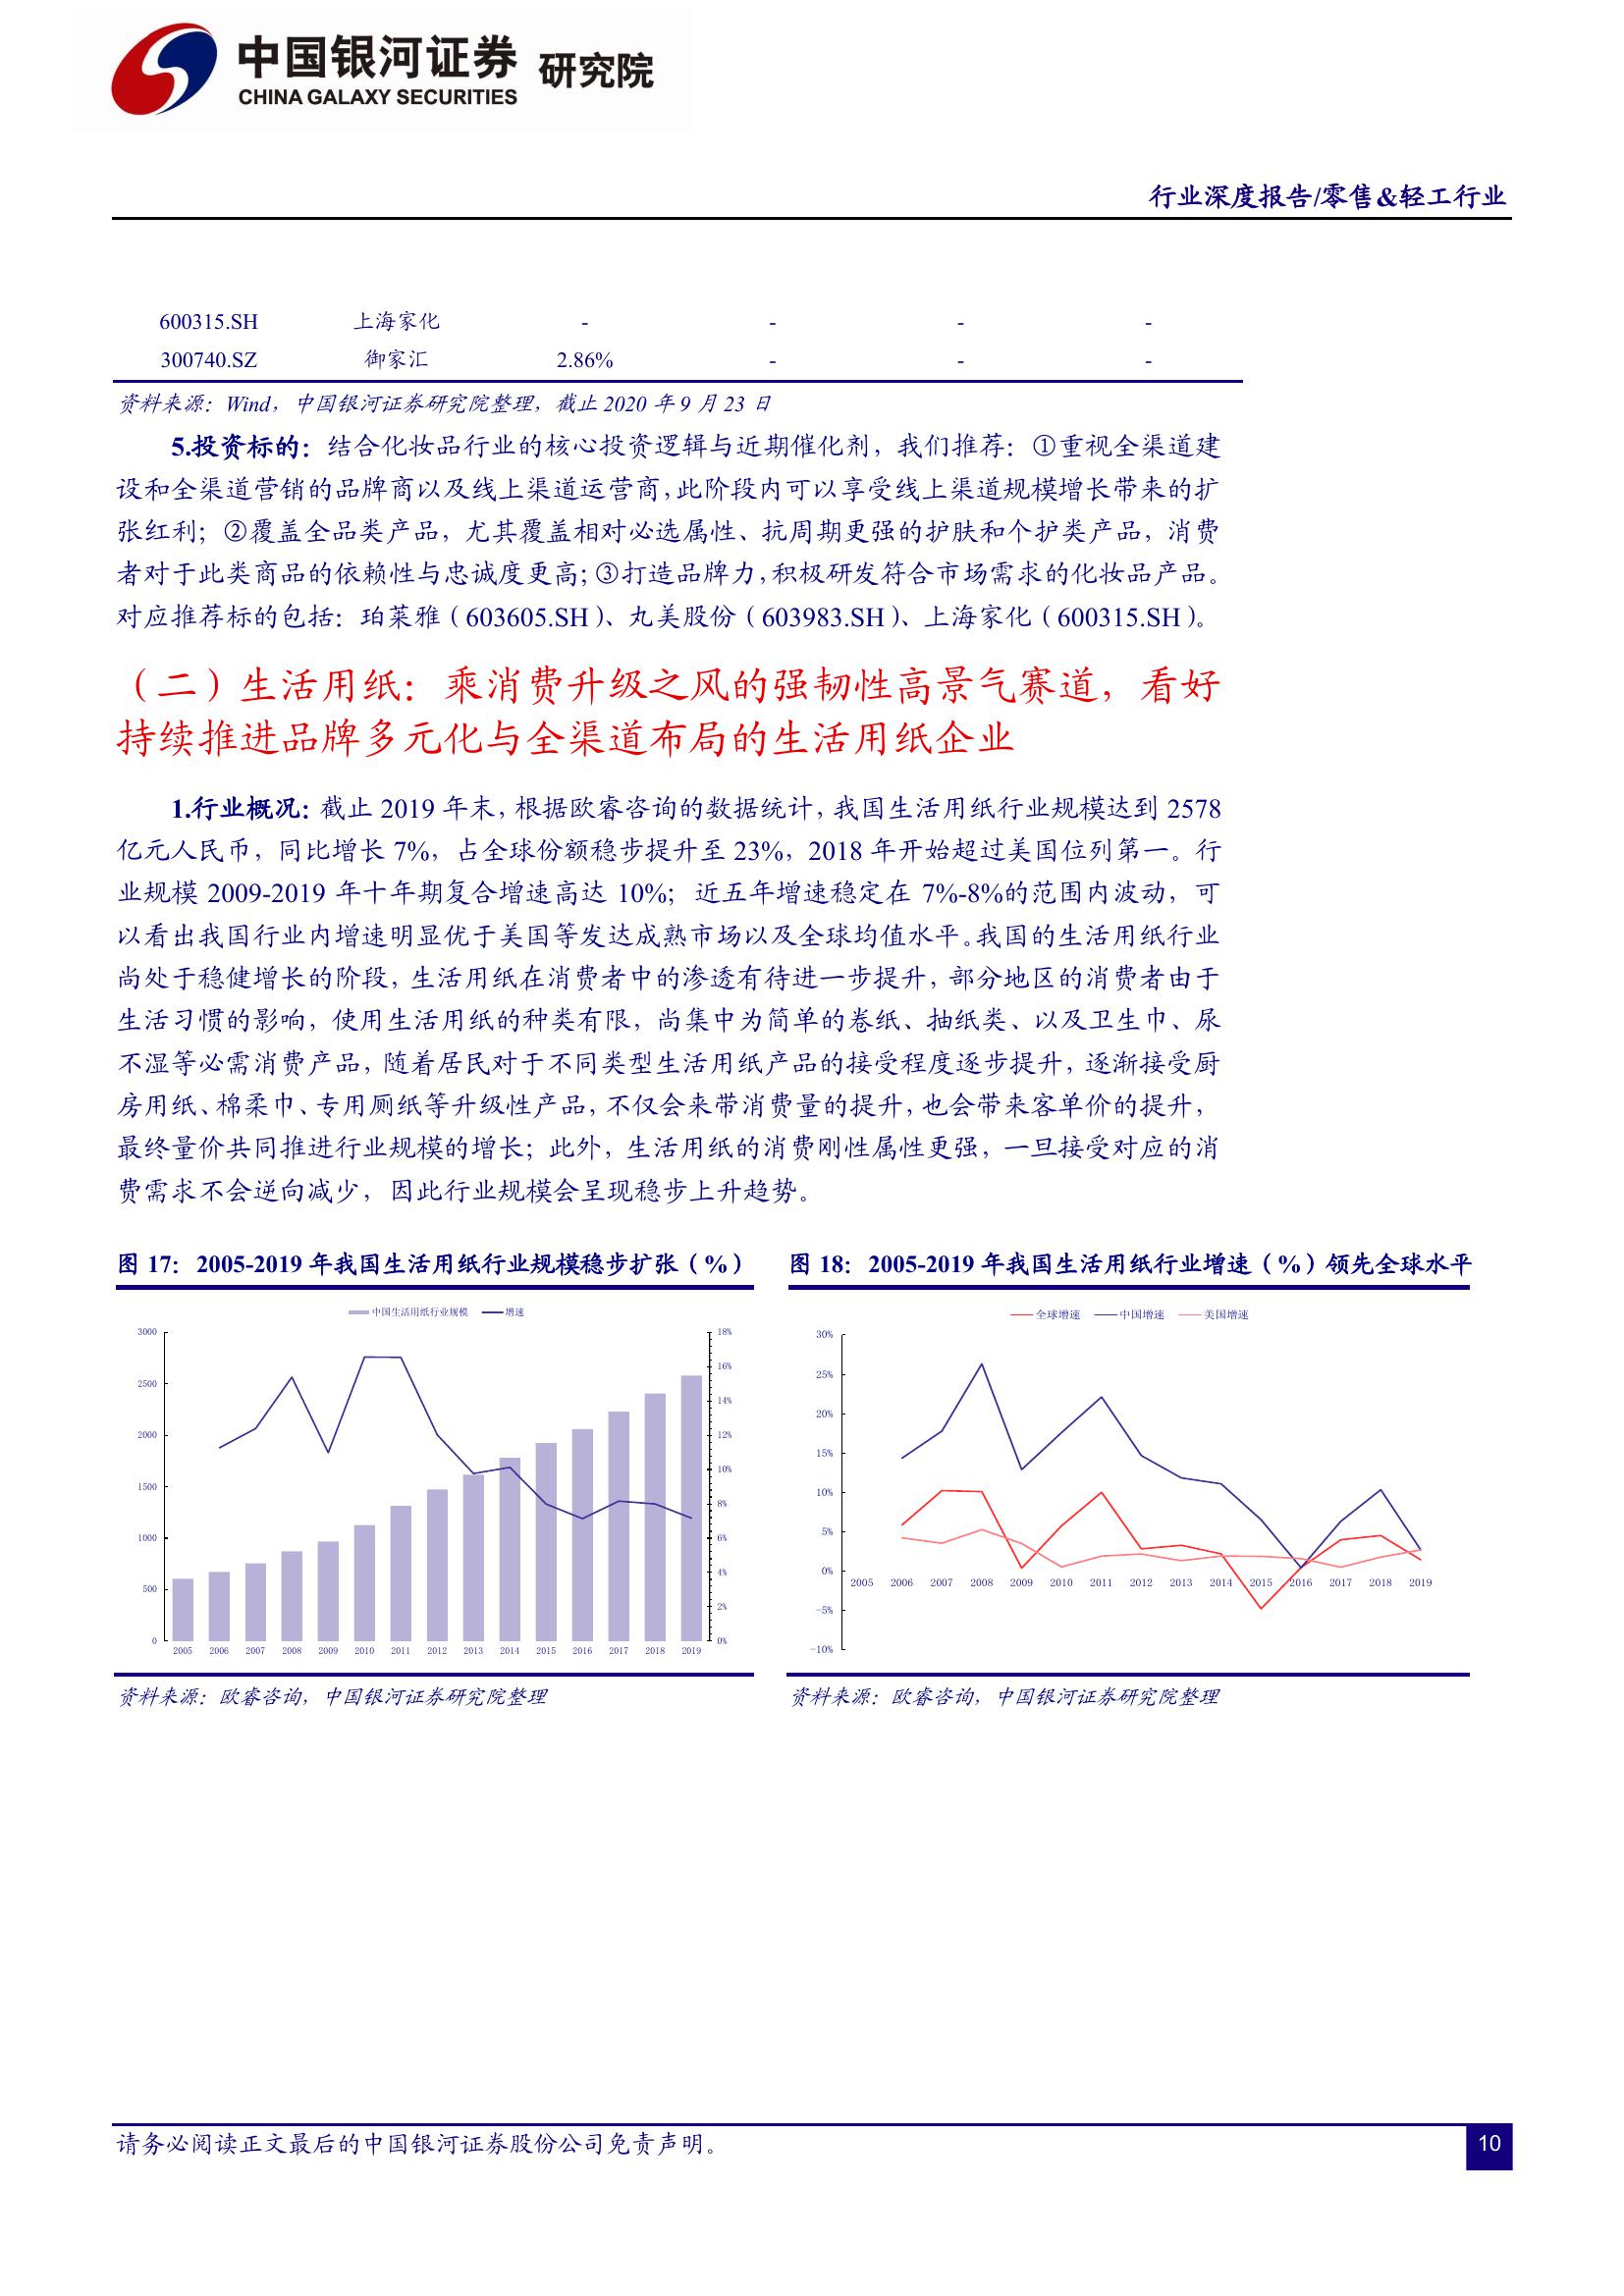 中国银河证券 研究院
CHINA GALAXY SECURITIES
行业深度报告/零售&轻工行业
600315.SH 上海家化 - - - -
300740.SZ 御家汇 2.86% - - -
资料来源：Wind，中国银河证券研究院整理，截止 2020 年 9 月 23 日
5.投资标的：结合化妆品行业的核心投资逻辑与近期催化剂，我们推荐：①重视全渠道建
设和全渠道营销的品牌商以及线上渠道运营商，此阶段内可以享受线上渠道规模增长带来的扩
张红利；②覆盖全品类产品，尤其覆盖相对必选属性、抗周期更强的护肤和个护类产品，消费
者对于此类商品的依赖性与忠诚度更高；③打造品牌力，积极研发符合市场需求的化妆品产品。
对应推荐标的包括：珀莱雅（603605.SH）、丸美股份（603983.SH）、上海家化（600315.SH）。
（二）生活用纸：乘消费升级之风的强韧性高景气赛道，看好
持续推进品牌多元化与全渠道布局的生活用纸企业
1.行业概况：截止 2019 年末，根据欧睿咨询的数据统计，我国生活用纸行业规模达到 2578
亿元人民币，同比增长 7%，占全球份额稳步提升至 23%，2018 年开始超过美国位列第一。行
业规模 2009-2019 年十年期复合增速高达 10%；近五年增速稳定在 7%-8%的范围内波动，可
以看出我国行业内增速明显优于美国等发达成熟市场以及全球均值水平。我国的生活用纸行业
尚处于稳健增长的阶段，生活用纸在消费者中的渗透有待进一步提升，部分地区的消费者由于
生活习惯的影响，使用生活用纸的种类有限，尚集中为简单的卷纸、抽纸类、以及卫生巾、尿
不湿等必需消费产品，随着居民对于不同类型生活用纸产品的接受程度逐步提升，逐渐接受厨
房用纸、棉柔巾、专用厕纸等升级性产品，不仅会来带消费量的提升，也会带来客单价的提升，
最终量价共同推进行业规模的增长；此外，生活用纸的消费刚性属性更强，一旦接受对应的消
费需求不会逆向减少，因此行业规模会呈现稳步上升趋势。
图 17：2005-2019 年我国生活用纸行业规模稳步扩张（%）
中国生活用纸行业规模 增速
3000
2500
2000
1500
1000
500
0
18%
16%
14%
12%
10%
8%
6%
4%
2%
0%
2005 2006 2007 2008 2009 2010 2011 2012 2013 2014 2015 2016 2017 2018 2019
资料来源：欧睿咨询，中国银河证券研究院整理
图 18：2005-2019 年我国生活用纸行业增速（%）领先全球水平
全球增速 中国增速 美国增速
30%
25%
20%
15%
10%
5%
0%
-5%
-10%
2005 2006 2007 2008 2009 2010 2011 2012 2013 2014 2015 2016 2017 2018 2019
资料来源：欧睿咨询，中国银河证券研究院整理
请务必阅读正文最后的中国银河证券股份公司免责声明。
10